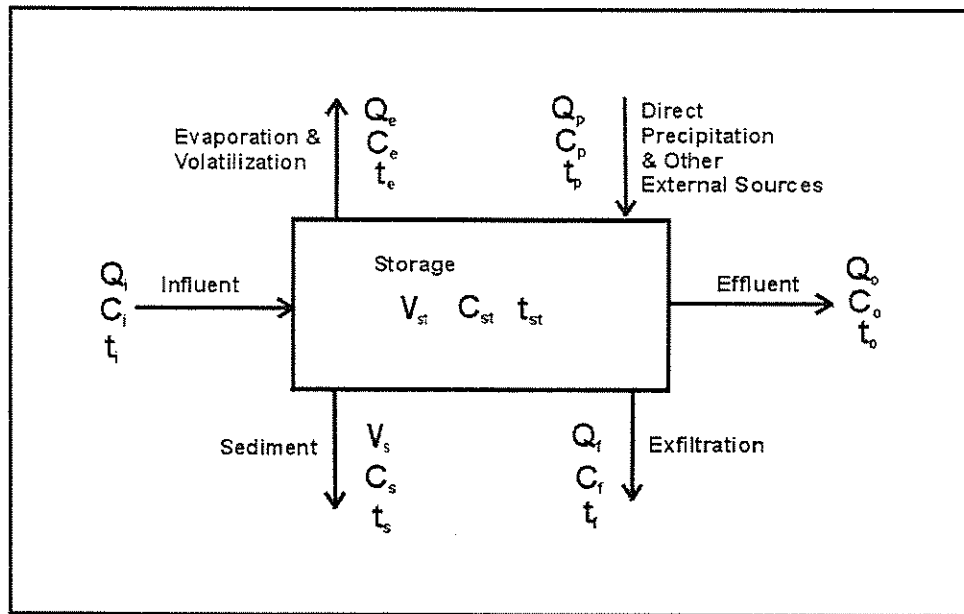 Evaporation &
Volatilization
Qe
Ce
te
Qp
Cp
tp
Direct
Precipitation
& Other
External Sources
Qi
Ci
ti
Influent
Storage
Vst Cst tst
Effluent
Qo
Co
to
Sediment
Vs
Cs
ts
Qf
Cf
tf
Exfiltration